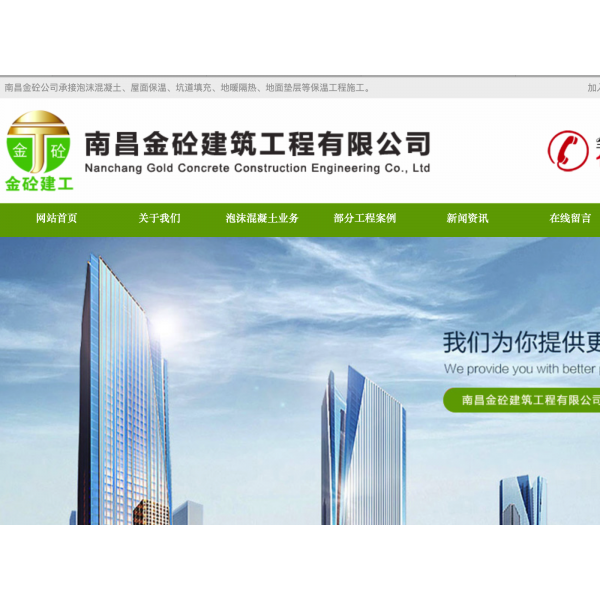 南昌金砼公司承接泡沫混凝土、屋面保温、坑道填充、地暖隔热、地面垫层等保温工程施工。 加入
金 砼
金砼建工
南昌金砼建筑工程有限公司
Nanchang Gold Concrete Construction Engineering Co., Ltd
网站首页 关于我们 泡沫混凝土业务 部分工程案例 新闻资讯 在线留言
我们为你提供更
We provide you with better
南昌金砼建筑工程有限公司